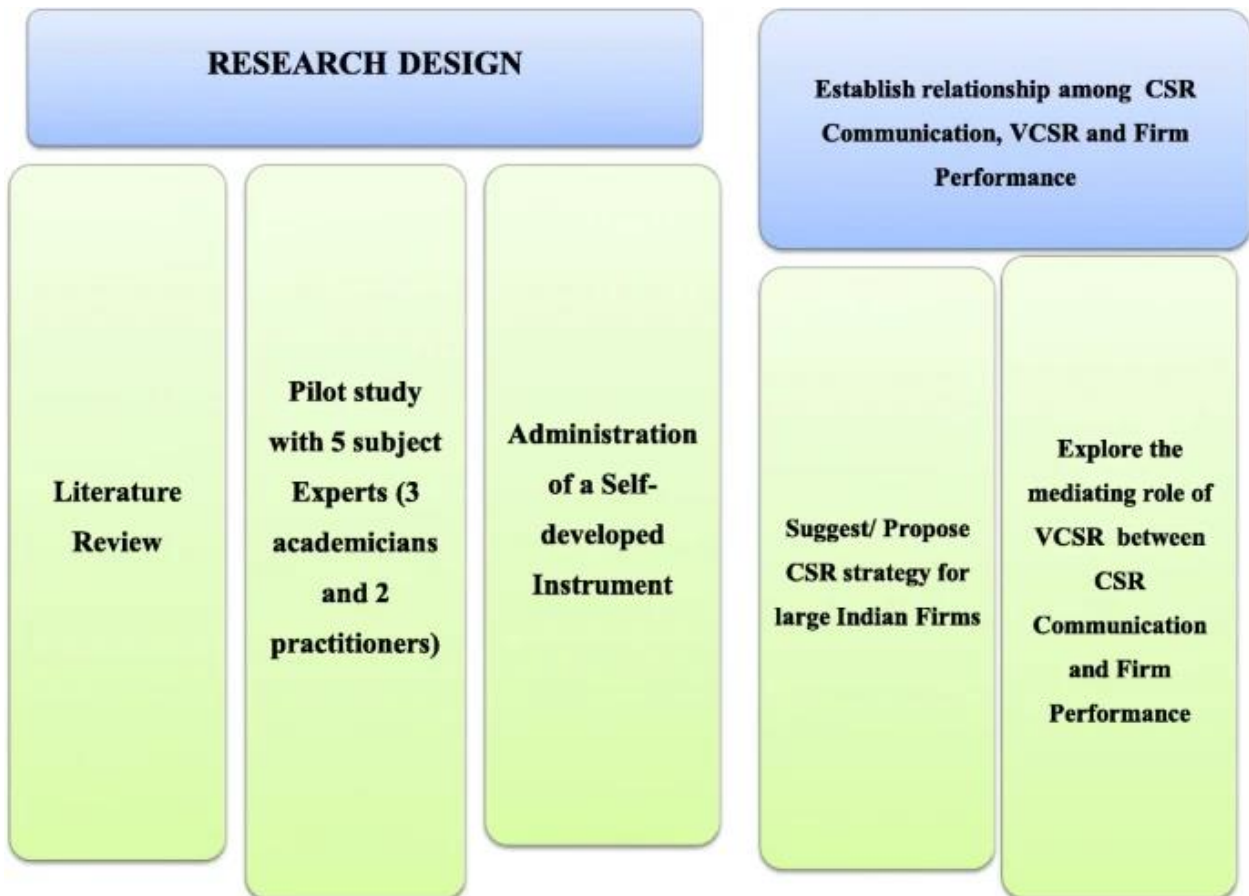 RESEARCH DESIGN
Establish relationship among CSR
Communication, VCSR and Firm
Performance
Literature
Review
Pilot study
with 5 subject
Experts (3
academicians
and 2
practitioners)
Administration
of a Self-
developed
Instrument
Suggest/ Propose
CSR strategy for
large Indian Firms
Explore the
mediating role of
VCSR between
CSR
Communication
and Firm
Performance